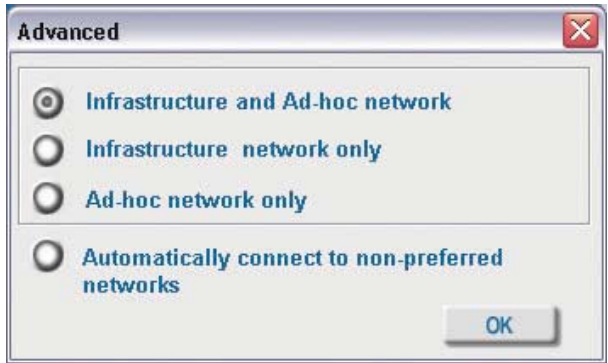 Advanced
Infrastructure and Ad-hoc network
Infrastructure network only
Ad-hoc network only
Automatically connect to non-preferred
networks
OK